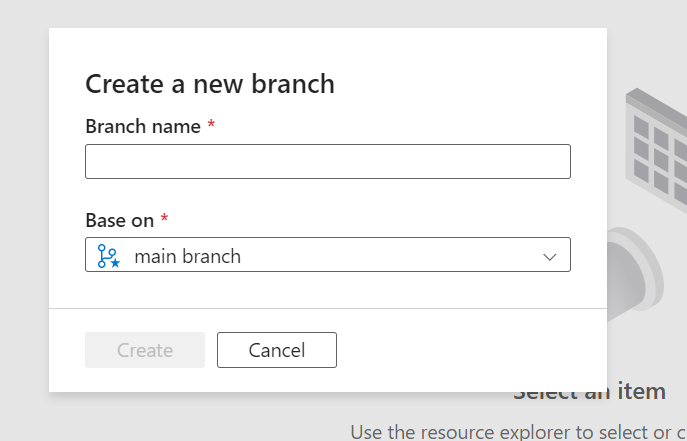 Create a new branch
Branch name *
Base on *
main branch
Create
Cancel
Select an item
Use the resource explorer to select or c